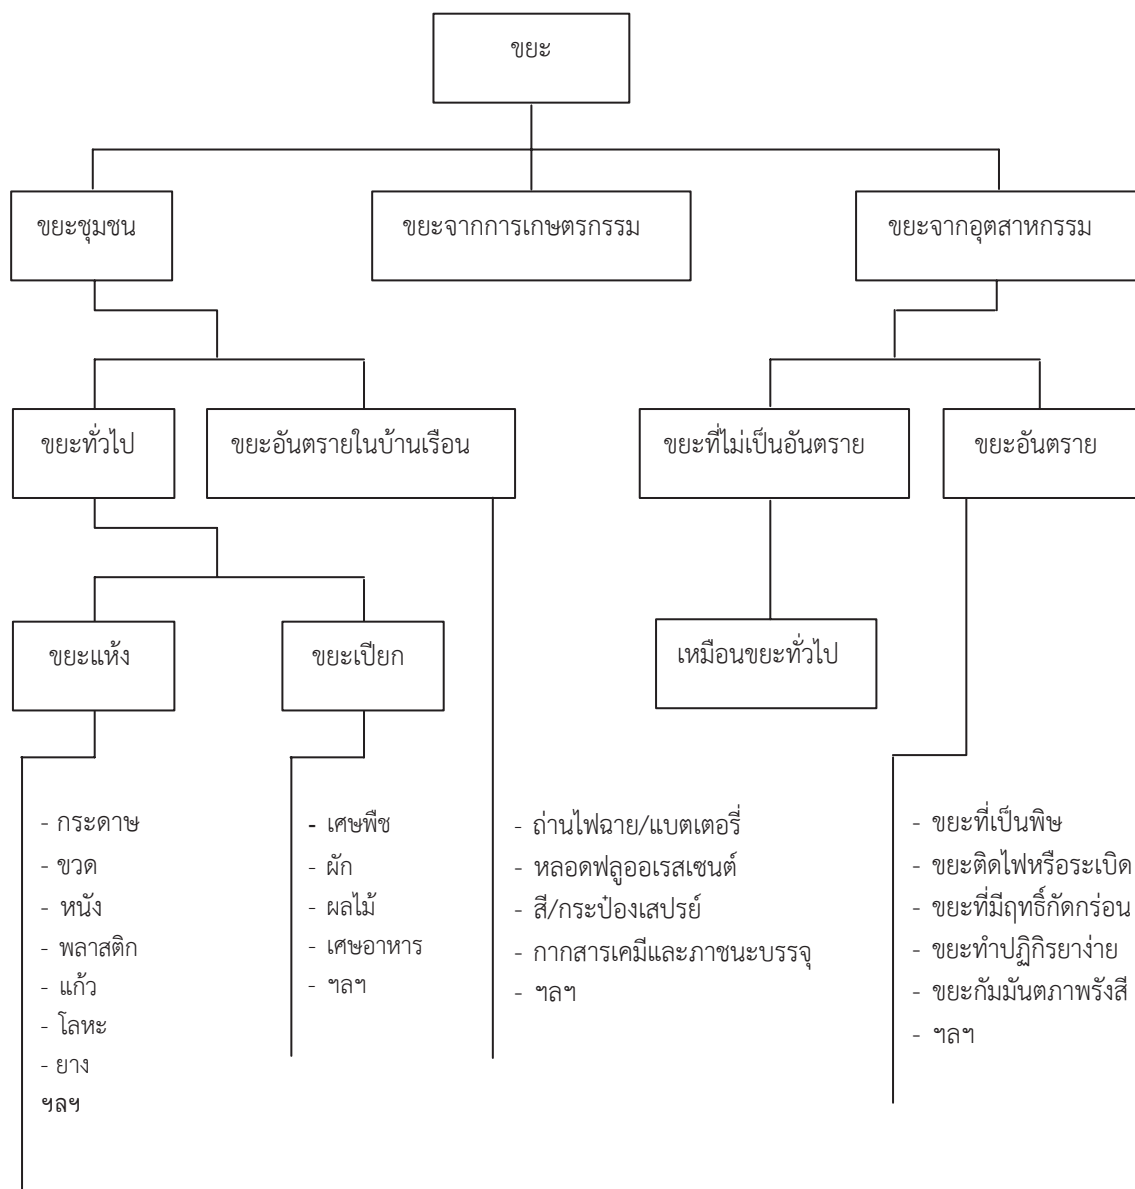 ขยะ
ขยะชุมชน
ขยะจากการเกษตรกรรม
ขยะจากอุตสาหกรรม
ขยะทั่วไป
ขยะอันตรายในบ้านเรือน
ขยะที่ไม่เป็นอันตราย
ขยะอันตราย
ขยะแห้ง
ขยะเปียก
เหมือนขยะทั่วไป
- กระดาษ
- ขวด
- หนัง
- พลาสติก
- แก้ว
- โลหะ
- ยาง
ฯลฯ
- เศษพืช
- ผัก
- ผลไม้
- เศษอาหาร
- ฯลฯ
- ถ่านไฟฉาย/แบตเตอรี่
- หลอดฟลูออเรสเซนต์
- สี/กระป๋องเสปรย์
- กากสารเคมีและภาชนะบรรจุ
- ฯลฯ
- ขยะที่เป็นพิษ
- ขยะติดไฟหรือระเบิด
- ขยะที่มีฤทธิ์กัดกร่อน
- ขยะทำปฏิกิรยาง่าย
- ขยะกัมมันตภาพรังสี
- ฯลฯ